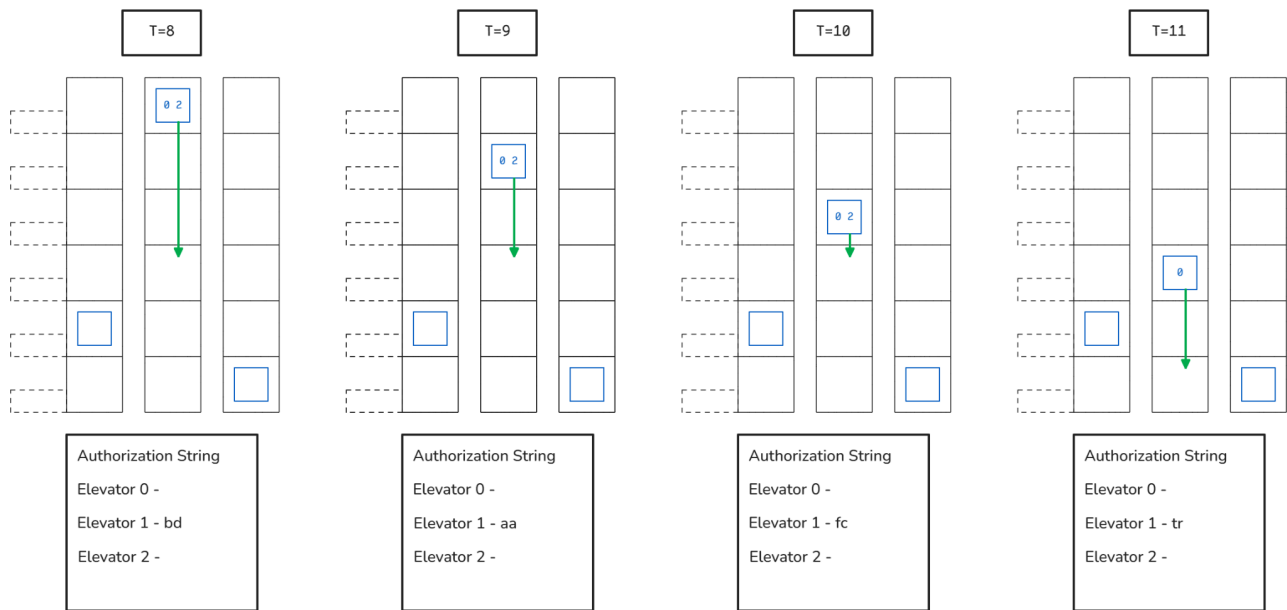 T=8
0 2
Authorization String
Elevator 0 -
Elevator 1 - bd
Elevator 2 -
T=9
0 2
Authorization String
Elevator 0 -
Elevator 1 - aa
Elevator 2 -
T=10
0 2
Authorization String
Elevator 0 -
Elevator 1 - fc
Elevator 2 -
T=11
0
Authorization String
Elevator 0 -
Elevator 1 - tr
Elevator 2 -